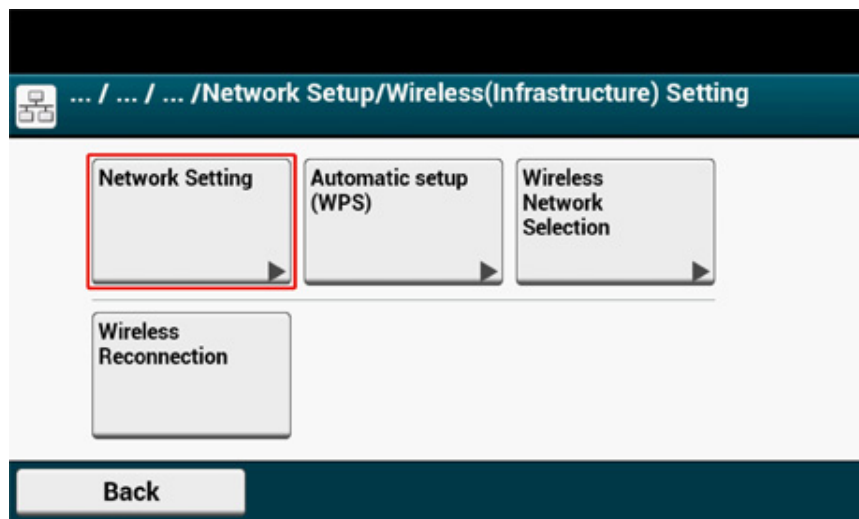 ... / ... / ... /Network Setup/Wireless(Infrastructure) Setting
Network Setting
Automatic setup
(WPS)
Wireless
Network
Selection
Wireless
Reconnection
Back